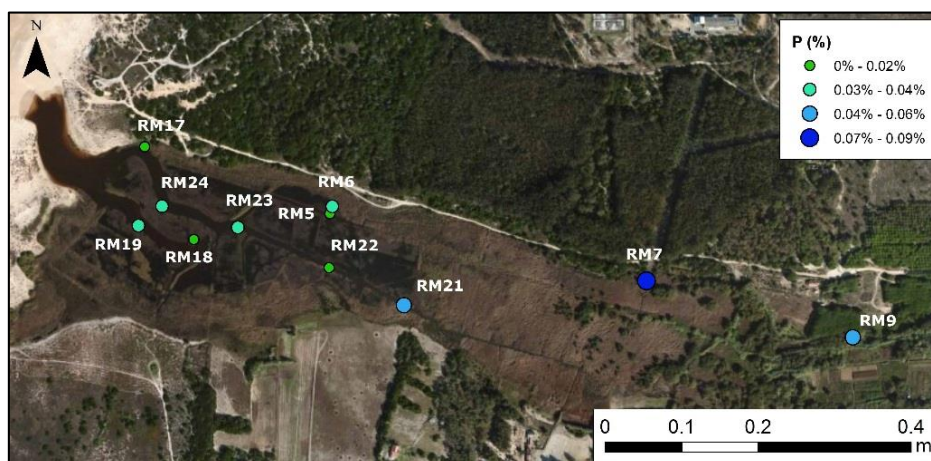 N
P (%)
0% - 0.02%
0.03% - 0.04%
0.04% - 0.06%
0.07% - 0.09%
RM17
RM24
RM23
RM6
RM5
RM19
RM18
RM22
RM7
RM21
RM9
0 0.1 0.2 0.4
m